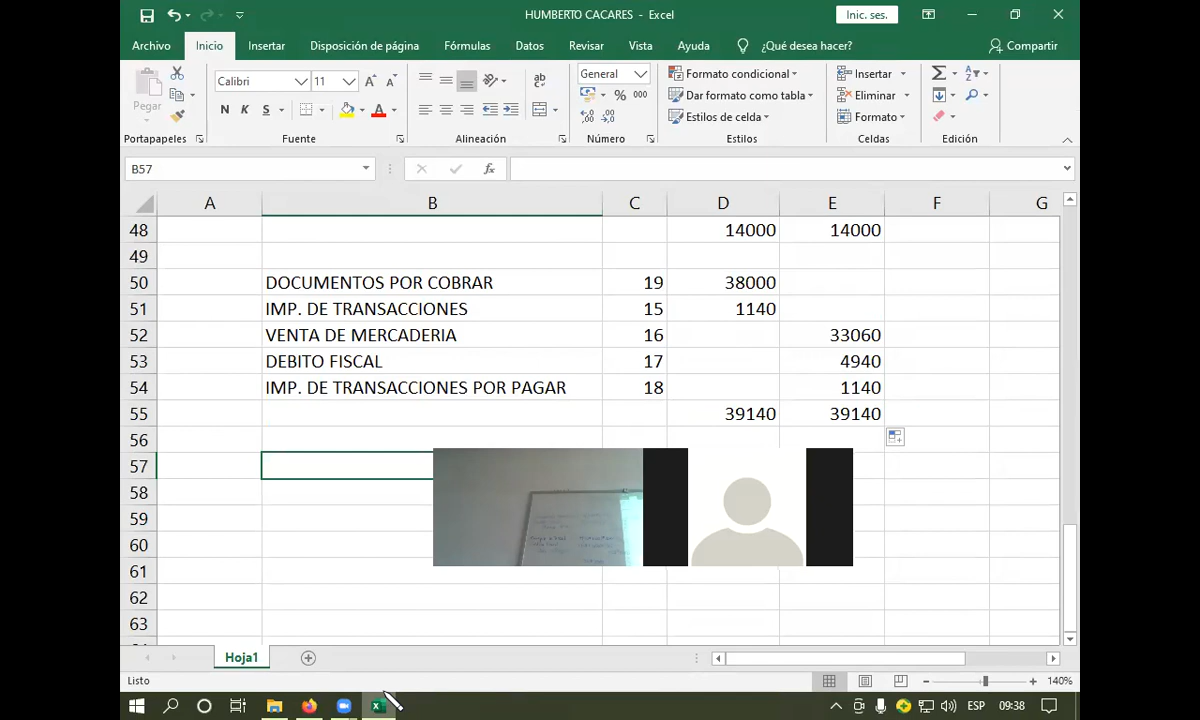 HUMBERTO CACARES - Excel
Inic. ses.
Archivo Inicio Insertar Disposición de página Fórmulas Datos Revisar Vista Ayuda ¿Qué desea hacer? Compartir
Pegar
Calibri 11
N K S
ab
General
% 000
Formato condicional
Dar formato como tabla
Estilos de celda
Insertar
Eliminar
Formato
Portapapeles Fuente Alineación Número Estilos Celdas Edición
B57 fx
A B C D E F G
48 14000 14000
49
50 DOCUMENTOS POR COBRAR 19 38000
51 IMP. DE TRANSACCIONES 15 1140
52 VENTA DE MERCADERIA 16 33060
53 DEBITO FISCAL 17 4940
54 IMP. DE TRANSACCIONES POR PAGAR 18 1140
55 39140 39140
56
57
58
59
60
61
62
63
Hoja1
Listo 140%
ESP 09:38